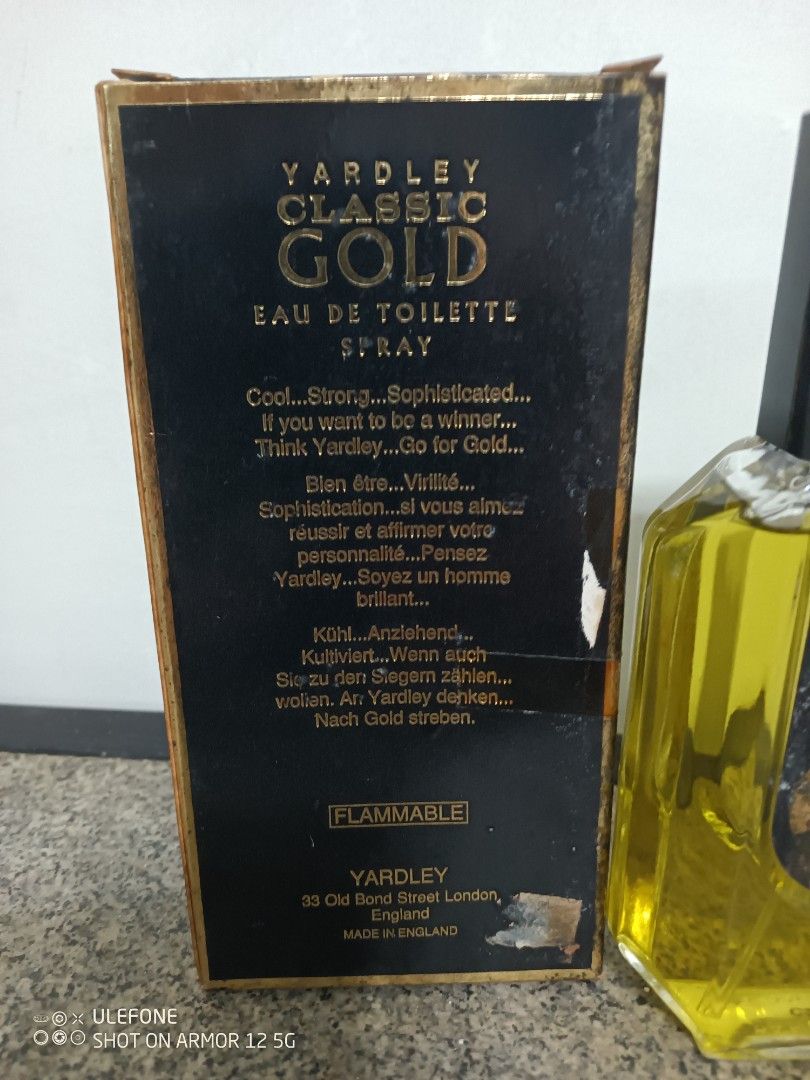 YARDLEY
CLASSIC
GOLD
EAU DE TOILETTE
SPRAY
Cool...Strong...Sophisticated...
If you want to be a winner...
Think Yardley...Go for Gold...
Bien être...Virilité...
Sophistication...si vous aimez
réussir et affirmer votre
personnalité...Pensez
Yardley...Soyez un homme
brillant...
Kühl...Anziehend...
Kultiviert...Wenn auch
Sie zu den Siegern zählen...
wollen. An Yardley denken...
Nach Gold streben.
FLAMMABLE
YARDLEY
33 Old Bond Street London,
England
MADE IN ENGLAND
ULEFONE
SHOT ON ARMOR 12 5G